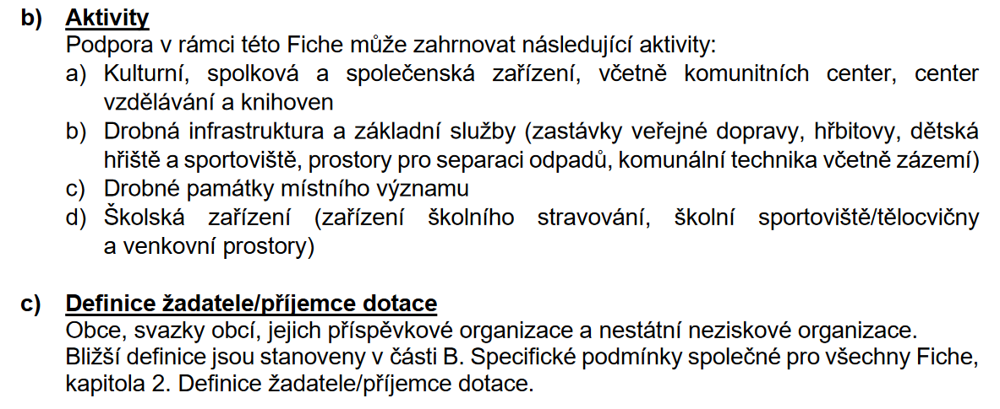 b) Aktivity
Podpora v rámci této Fiche může zahrnovat následující aktivity:
a) Kulturní, spolková a společenská zařízení, včetně komunitních center, center
vzdělávání a knihoven
b) Drobná infrastruktura a základní služby (zastávky veřejné dopravy, hřbitovy, dětská
hřiště a sportoviště, prostory pro separaci odpadů, komunální technika včetně zázemí)
c) Drobné památky místního významu
d) Školská zařízení (zařízení školního stravování, školní sportoviště/tělocvičny
a venkovní prostory)
c) Definice žadatele/příjemce dotace
Obce, svazky obcí, jejich příspěvkové organizace a nestátní neziskové organizace.
Bližší definice jsou stanoveny v části B. Specifické podmínky společné pro všechny Fiche,
kapitola 2. Definice žadatele/příjemce dotace.